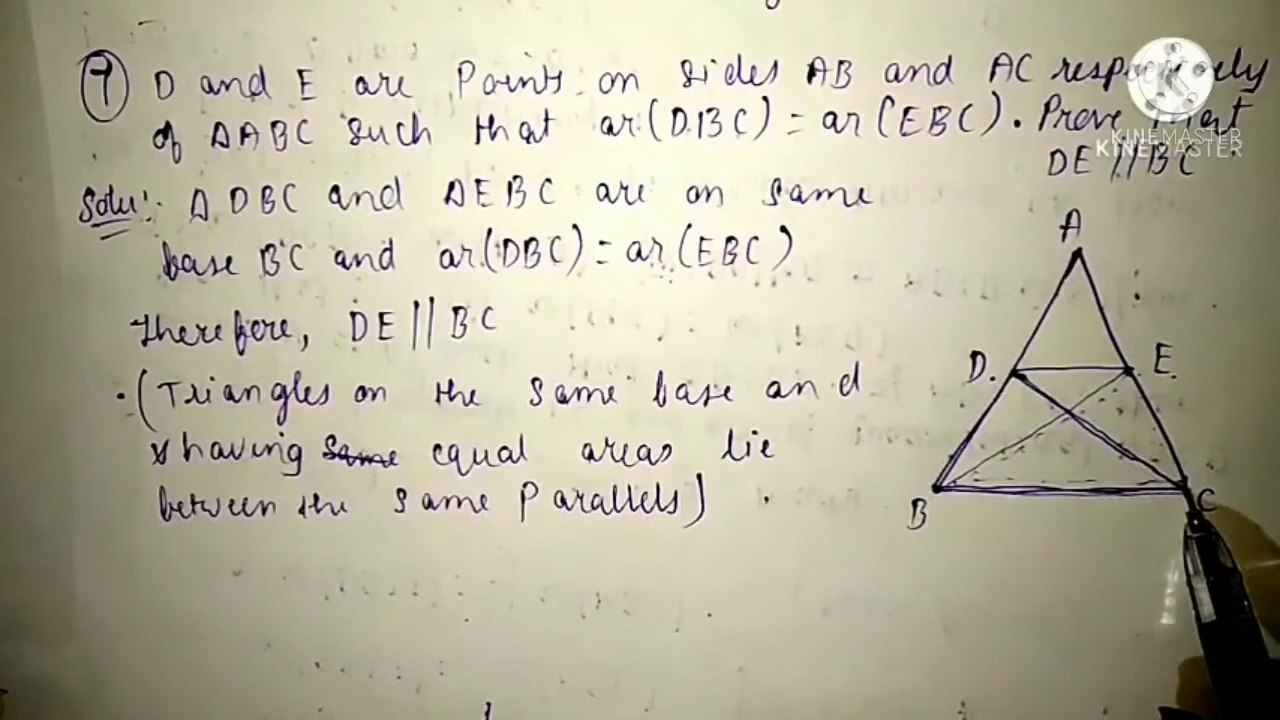 7 D and E are Points on sides AB and AC respectively
of ΔABC such that ar(DBC) = ar(EBC). Prove that
DE || BC
Solu:- ΔDBC and ΔEBC are on same
base BC and ar(DBC) = ar(EBC)
Therefore, DE || BC
(Triangles on the same base and
having same equal areas lie
between the same Parallels)
A
D. E.
B C
KINEMASTER
KINEMASTER